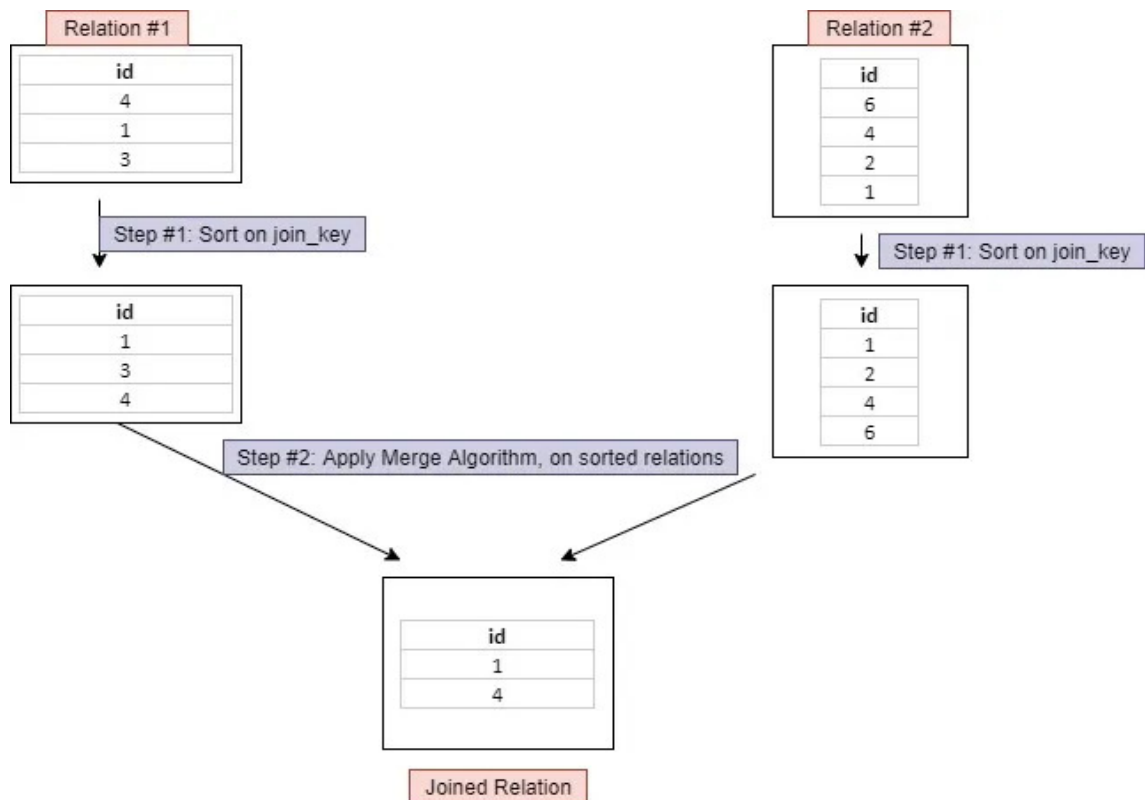 Relation #1
id
4
1
3
Relation #2
id
6
4
2
1
Step #1: Sort on join_key
Step #1: Sort on join_key
id
1
3
4
id
1
2
4
6
Step #2: Apply Merge Algorithm, on sorted relations
id
1
4
Joined Relation